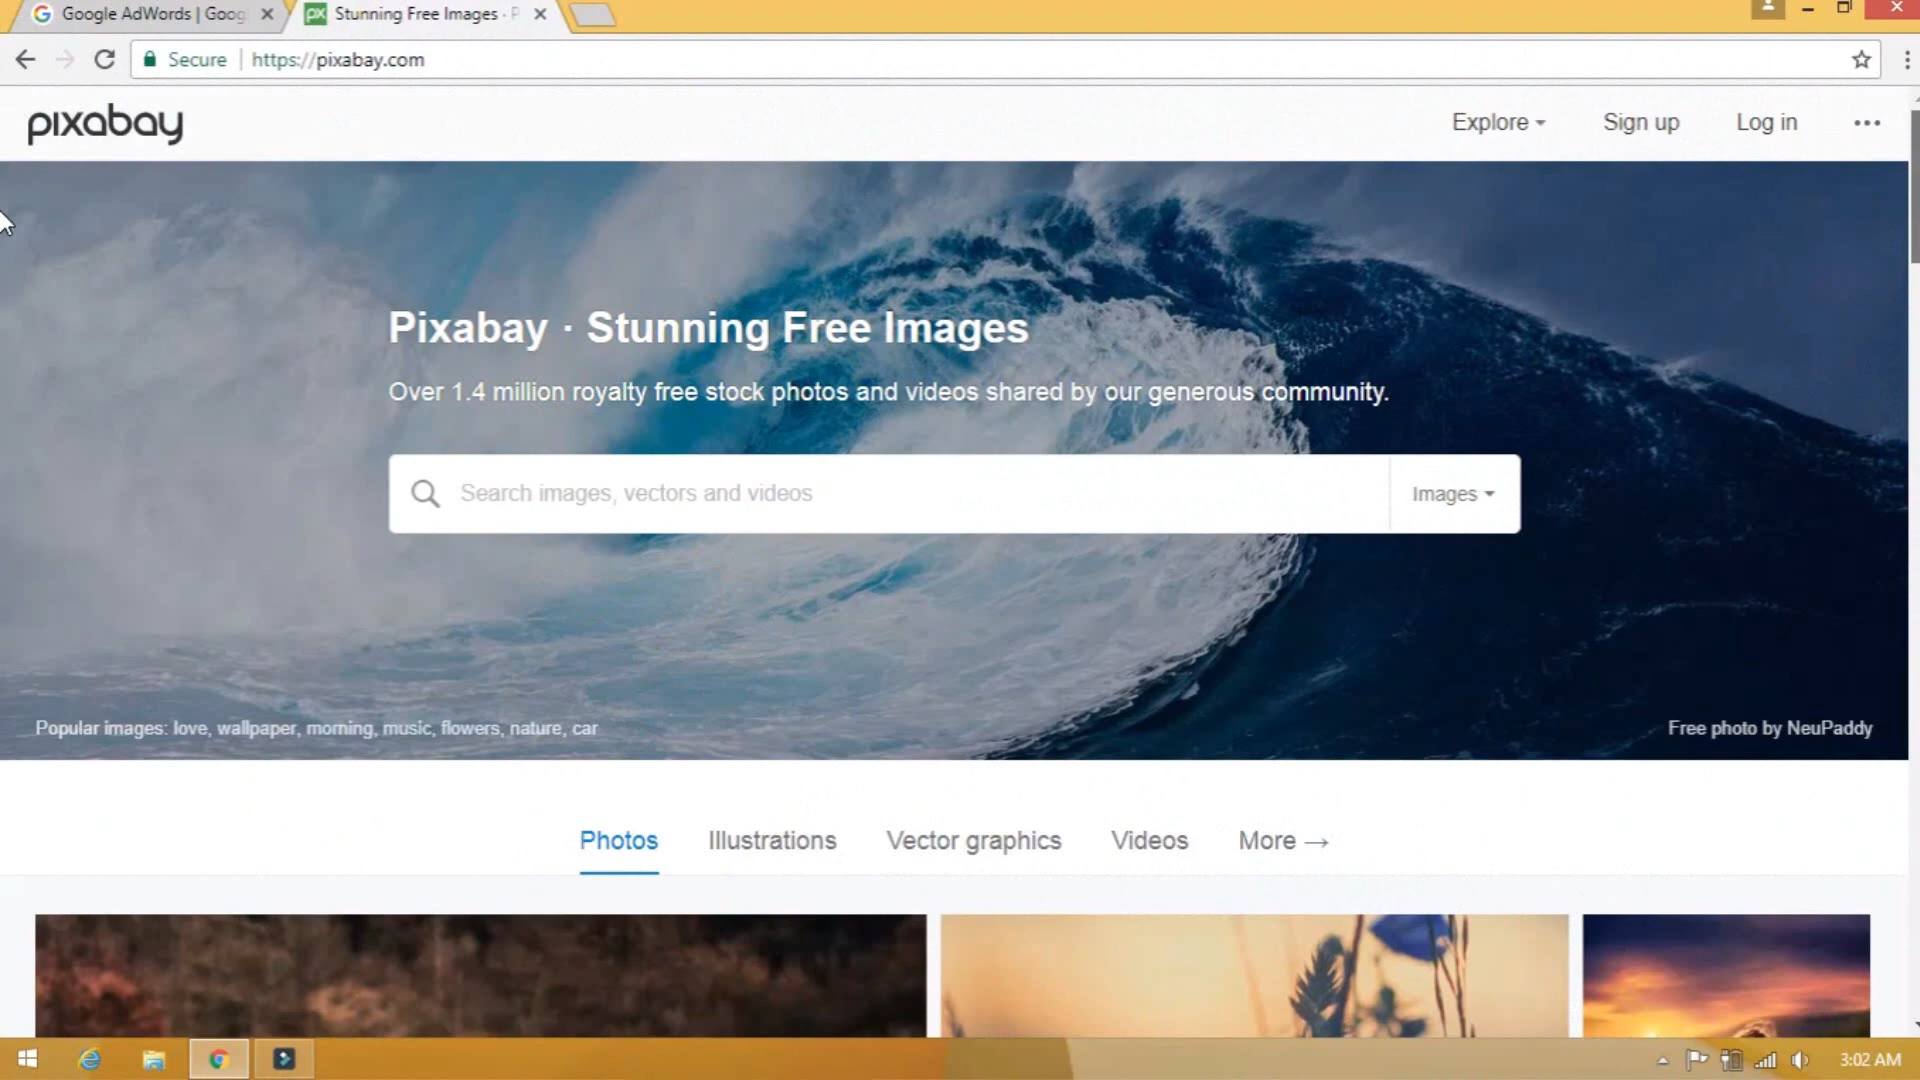 Google AdWords | Goog
Stunning Free Images · P
Secure
https://pixabay.com
pixabay
Explore
Sign up
Log in
Pixabay · Stunning Free Images
Over 1.4 million royalty free stock photos and videos shared by our generous community.
Search images, vectors and videos
Images
Popular images: love, wallpaper, morning, music, flowers, nature, car
Free photo by NeuPaddy
Photos
Illustrations
Vector graphics
Videos
More →
3:02 AM